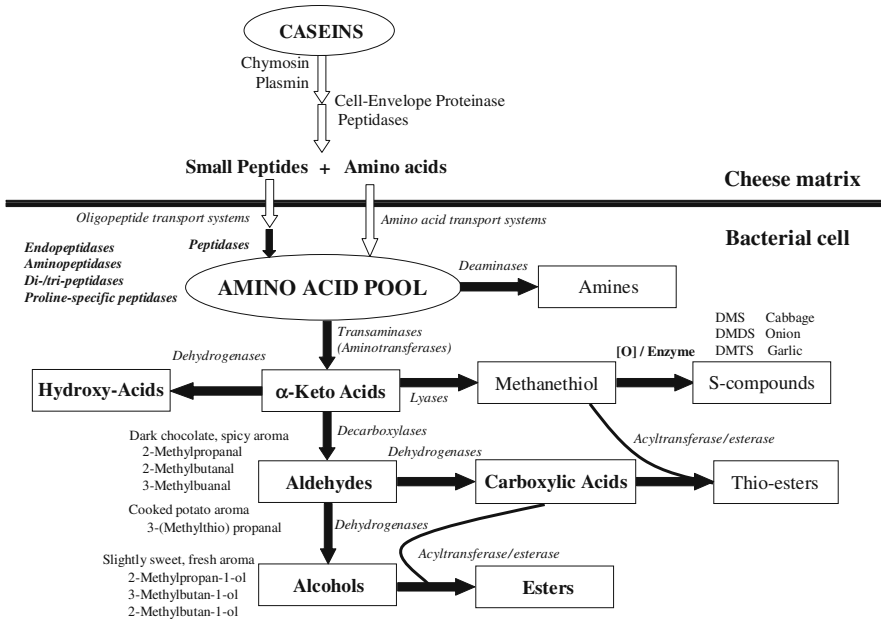 CASEINS
Chymosin
Plasmin
Cell-Envelope Proteinase
Peptidases
Small Peptides + Amino acids
Cheese matrix
Oligopeptide transport systems
Amino acid transport systems
Bacterial cell
Endopeptidases
Aminopeptidases
Di-/tri-peptidases
Proline-specific peptidases
Peptidases
AMINO ACID POOL
Deaminases
Amines
Transaminases
(Aminotransferases)
DMS Cabbage
DMDS Onion
DMTS Garlic
[O] / Enzyme
Dehydrogenases
Hydroxy-Acids
α-Keto Acids
Lyases
Methanethiol
S-compounds
Acyltransferase/esterase
Decarboxylases
Dark chocolate, spicy aroma
2-Methylpropanal
2-Methylbutanal
3-Methylbuanal
Dehydrogenases
Aldehydes
Carboxylic Acids
Thio-esters
Cooked potato aroma
3-(Methylthio) propanal
Dehydrogenases
Acyltransferase/esterase
Slightly sweet, fresh aroma
2-Methylpropan-1-ol
3-Methylbutan-1-ol
2-Methylbutan-1-ol
Alcohols
Esters